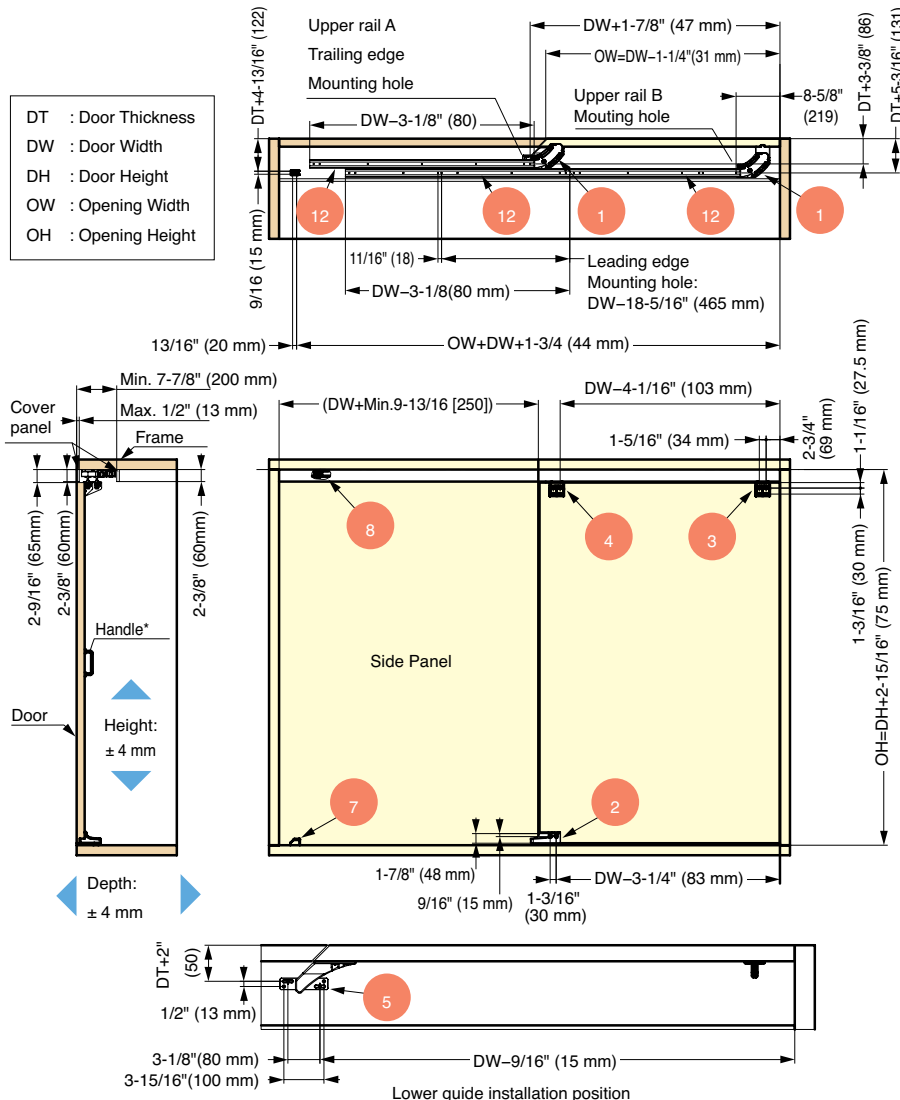 DW+1-7/8" (47 mm)
OW=DW−1-1/4"(31 mm)
Upper rail A
Trailing edge
Mounting hole
DT+4-13/16" (122)
DT+3-3/8" (86)
DT+5-3/16" (131)
DW−3-1/8" (80)
Upper rail B
Mouting hole
8-5/8"
(219)
DT : Door Thickness
DW : Door Width
DH : Door Height
OW : Opening Width
OH : Opening Height
12
12
1
12
1
9/16 (15 mm)
11/16" (18)
DW−3-1/8(80 mm)
Leading edge
Mounting hole:
DW−18-5/16" (465 mm)
13/16" (20 mm)
OW+DW+1-3/4 (44 mm)
Min. 7-7/8" (200 mm)
Max. 1/2" (13 mm)
Cover
panel
Frame
2-9/16" (65mm)
2-3/8" (60mm)
2-3/8" (60mm)
Handle*
Door
Height:
± 4 mm
Depth:
± 4 mm
(DW+Min.9-13/16 [250])
DW−4-1/16" (103 mm)
1-5/16" (34 mm)
2-3/4"
(69 mm)
1-1/16" (27.5 mm)
8
4
3
1-3/16" (30 mm)
OH=DH+2-15/16" (75 mm)
Side Panel
7
2
1-7/8" (48 mm)
9/16" (15 mm)
1-3/16"
(30 mm)
DW−3-1/4" (83 mm)
DT+2"
(50)
5
1/2" (13 mm)
3-1/8"(80 mm)
3-15/16"(100 mm)
DW−9/16" (15 mm)
Lower guide installation position